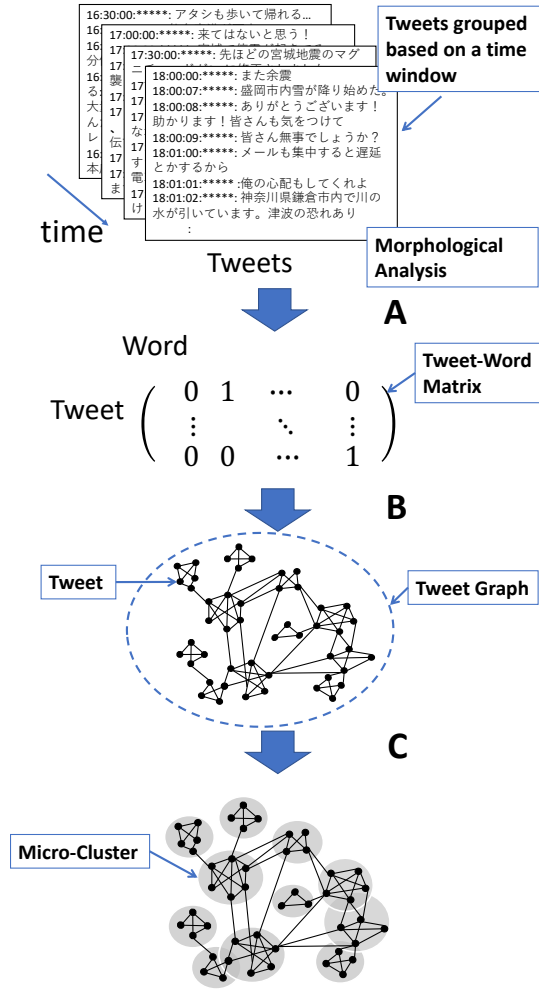 16:30:00:*****: アタシも歩いて帰れる...
17:00:00:*****: 来てはないと思う！
17:30:00:*****: 先ほどの宮城地震のマグ
18:00:00:*****: また余震
18:00:07:*****: 盛岡市内雪が降り始めた。
18:00:08:*****: ありがとうございます！
助かります！皆さんも気をつけて
18:00:09:*****: 皆さん無事でしょうか？
18:01:00:*****: メールも集中すると遅延
とかするから
18:01:01:*****: 俺の心配もしてくれよ
18:01:02:*****: 神奈川県鎌倉市内で川の
水が引いています。津波の恐れあり
:
Tweets grouped
based on a time
window
time
Tweets
Morphological
Analysis
A
Word
Tweet
0 1 ⋯ 0
⋮ ⋱ ⋮
0 0 ⋯ 1
Tweet-Word
Matrix
B
Tweet
Tweet Graph
C
Micro-Cluster